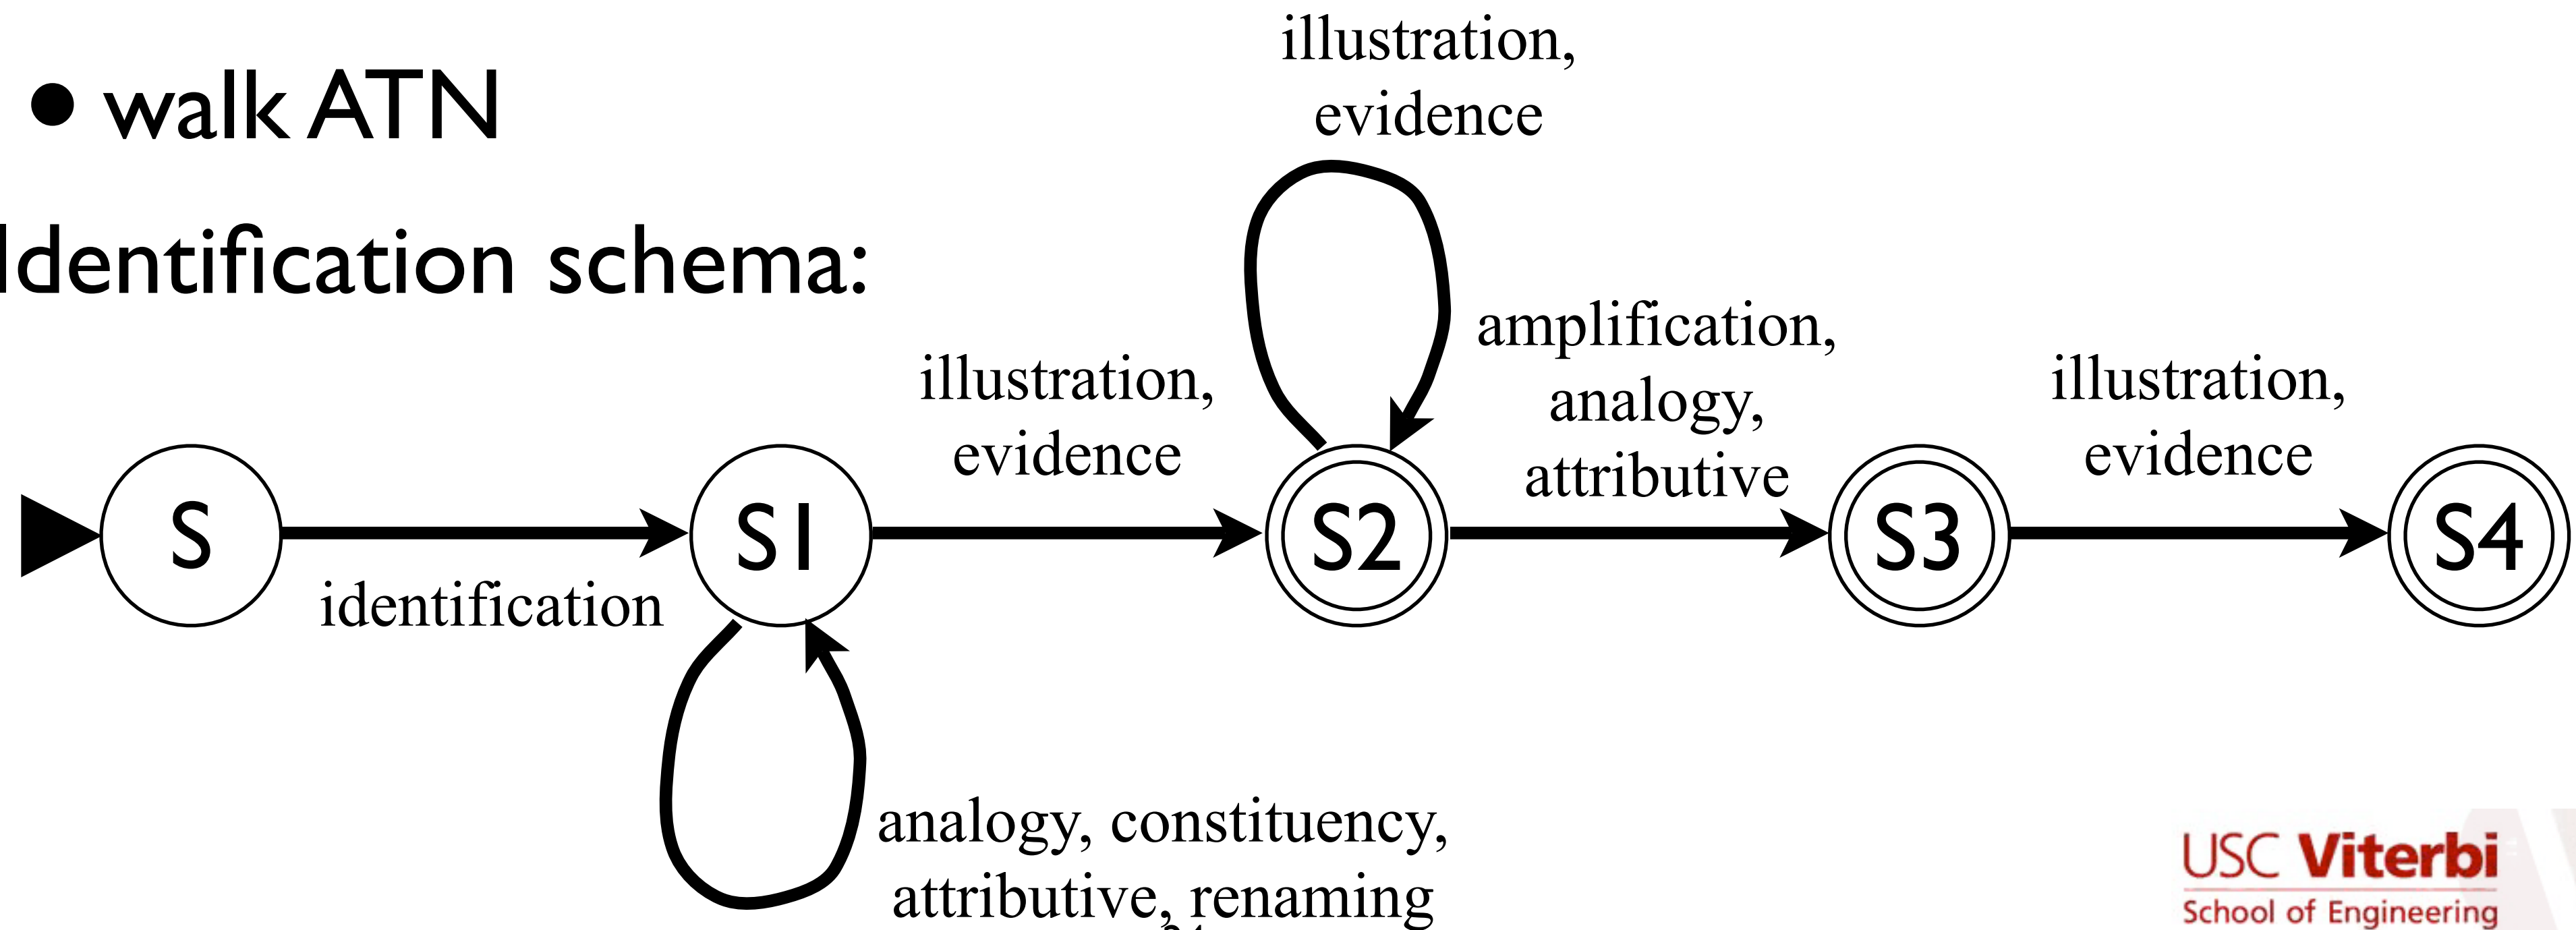 • walk ATN
Identification schema:
illustration,
evidence
illustration,
evidence
amplification,
analogy,
attributive
illustration,
evidence
S
S1
S2
S3
S4
identification
analogy, constituency,
attributive, renaming
USC Viterbi
School of Engineering